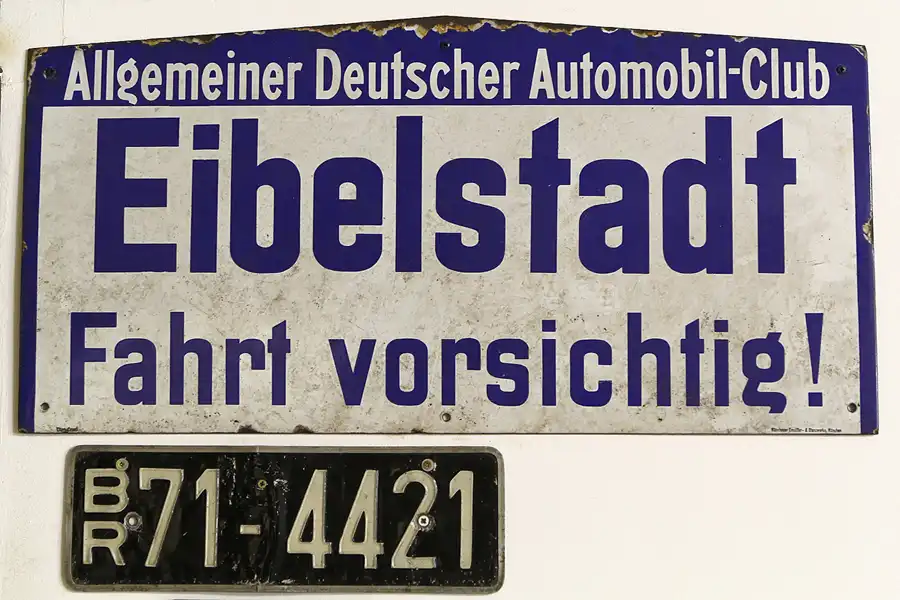 Allgemeiner Deutscher Automobil-Club
Eibelstadt
Fahrt vorsichtig!
BR 71-4421